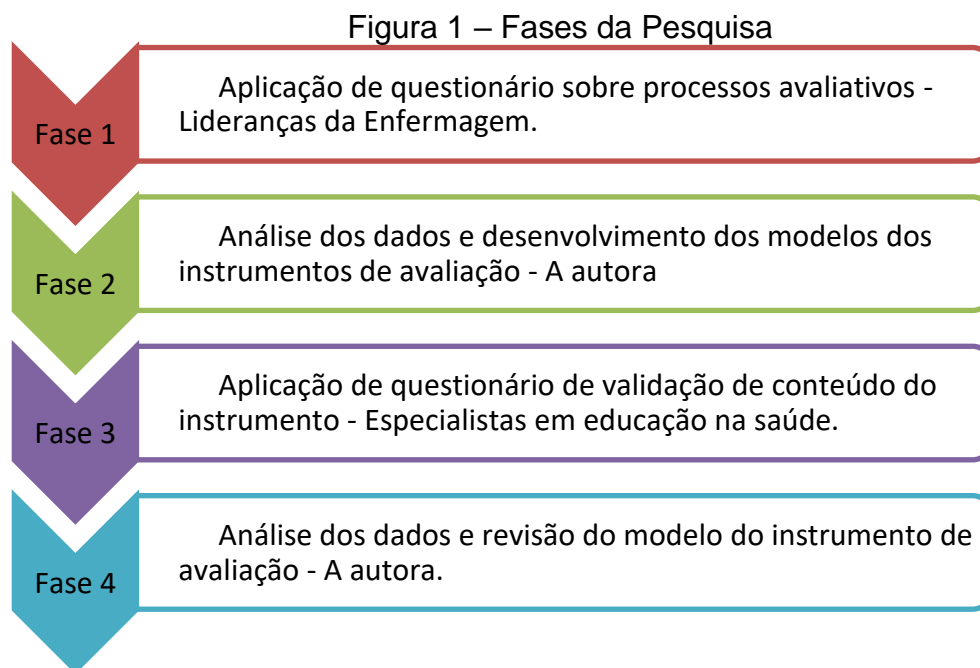 Figura 1 – Fases da Pesquisa
Fase 1
Aplicação de questionário sobre processos avaliativos -
Lideranças da Enfermagem.
Fase 2
Análise dos dados e desenvolvimento dos modelos dos
instrumentos de avaliação - A autora
Fase 3
Aplicação de questionário de validação de conteúdo do
instrumento - Especialistas em educação na saúde.
Fase 4
Análise dos dados e revisão do modelo do instrumento de
avaliação - A autora.